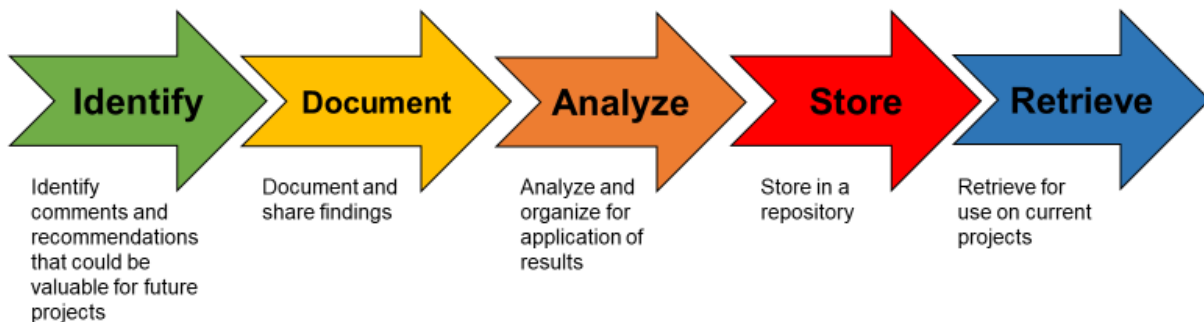 Identify
Document
Analyze
Store
Retrieve
Identify
comments and
recommendations
that could be
valuable for future
projects
Document and
share findings
Analyze and
organize for
application of
results
Store in a
repository
Retrieve for
use on current
projects